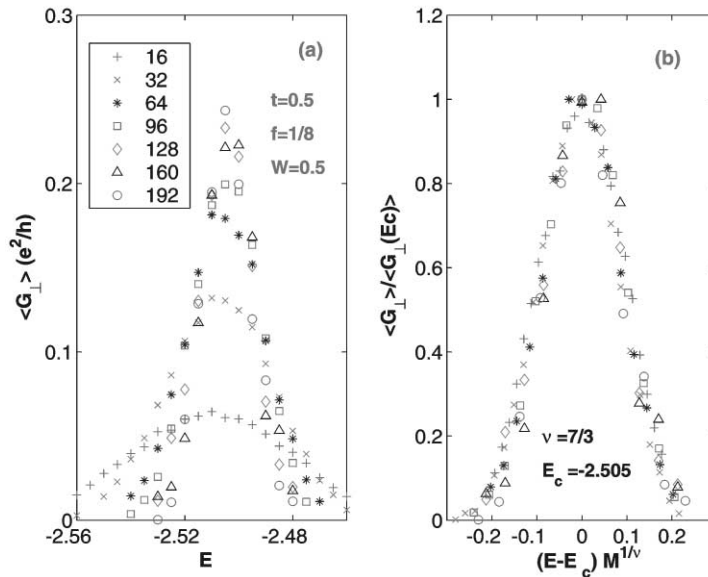 (a)
16
32
64
96
128
160
192
t=0.5
f=1/8
W=0.5
0.3
0.2
0.1
0
<G⊥> (e²/h)
-2.56
-2.52
-2.48
E
(b)
1.2
1
0.8
0.6
0.4
0.2
0
<G⊥>/<G⊥(Ec)>
ν =7/3
E_c =-2.505
-0.2
-0.1
0
0.1
0.2
(E-E_c) M^{1/ν}